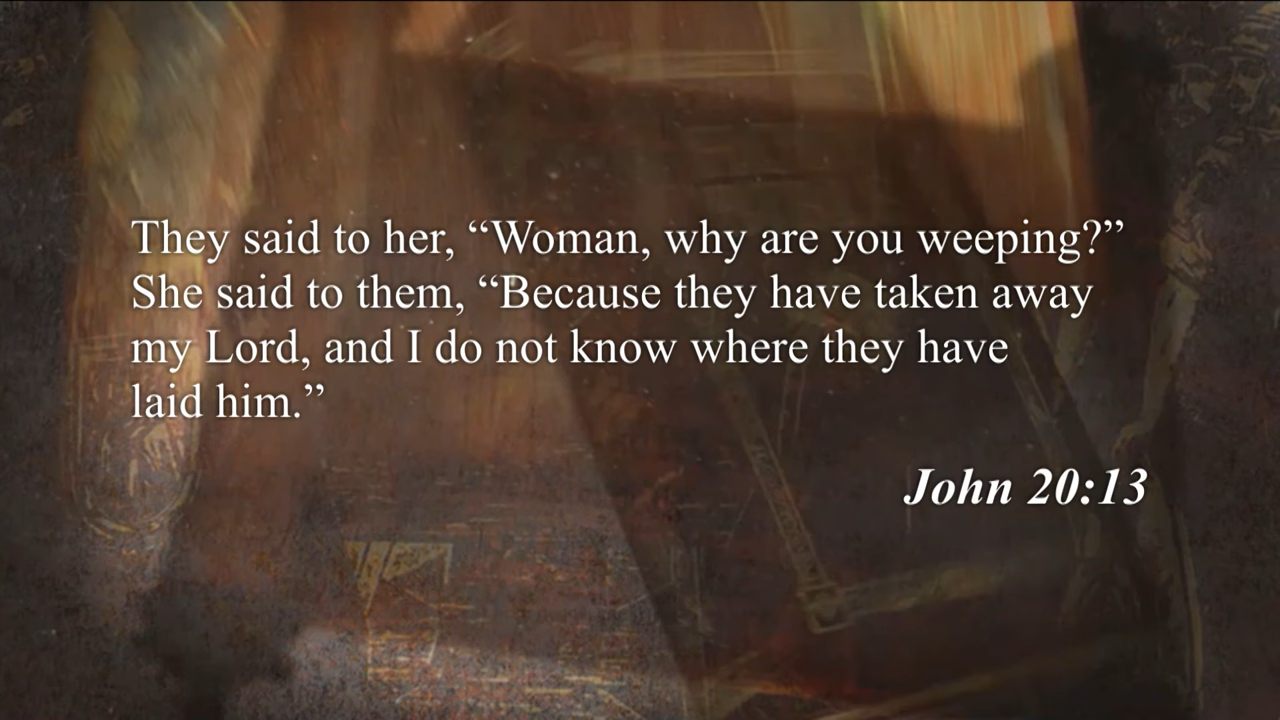 They said to her, “Woman, why are you weeping?”
She said to them, “Because they have taken away
my Lord, and I do not know where they have
laid him.”
John 20:13